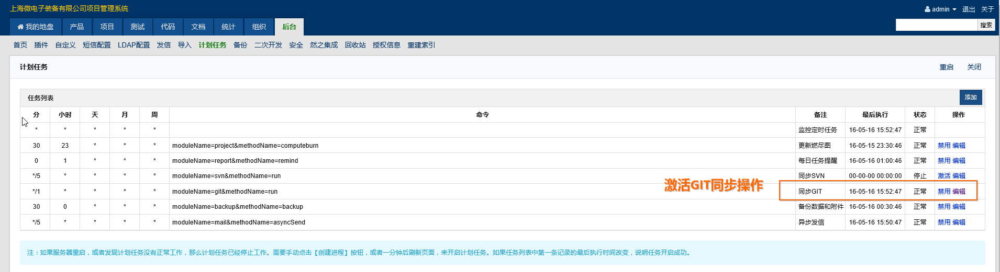 上海微电子装备有限公司项目管理系统
admin 退出 关于
我的地盘 产品 项目 测试 代码 文档 统计 组织 后台 搜索
首页 插件 自定义 短信配置 LDAP配置 发信 导入 计划任务 备份 二次开发 安全 然之集成 回收站 授权信息 重建索引
计划任务 重启 关闭
任务列表 添加
分 小时 天 月 周 命令 备注 最后执行 状态 操作
* * * * * 监控定时任务 16-05-16 15:52:47 正常
30 23 * * * moduleName=project&methodName=computeburn 更新燃尽图 16-05-15 23:30:46 正常 禁用 编辑
0 1 * * * moduleName=report&methodName=remind 每日任务提醒 16-05-16 01:00:46 正常 禁用 编辑
*/5 * * * * moduleName=svn&methodName=run 同步SVN 00-00-00 00:00:00 停止 激活 编辑
激活GIT同步操作
*/1 * * * * moduleName=git&methodName=run 同步GIT 16-05-16 15:52:47 正常 禁用 编辑
30 0 * * * moduleName=backup&methodName=backup 备份数据和附件 16-05-16 00:30:46 正常 禁用 编辑
*/5 * * * * moduleName=mail&methodName=asyncSend 异步发信 16-05-16 15:50:47 正常 禁用 编辑
注：如果服务器重启，或者发现计划任务没有正常工作，那么计划任务已经停止工作。需要手动点击【创建进程】按钮，或者一分钟后刷新页面，来开启计划任务。如果任务列表中第一条记录的最后执行时间改变，说明任务开启成功。